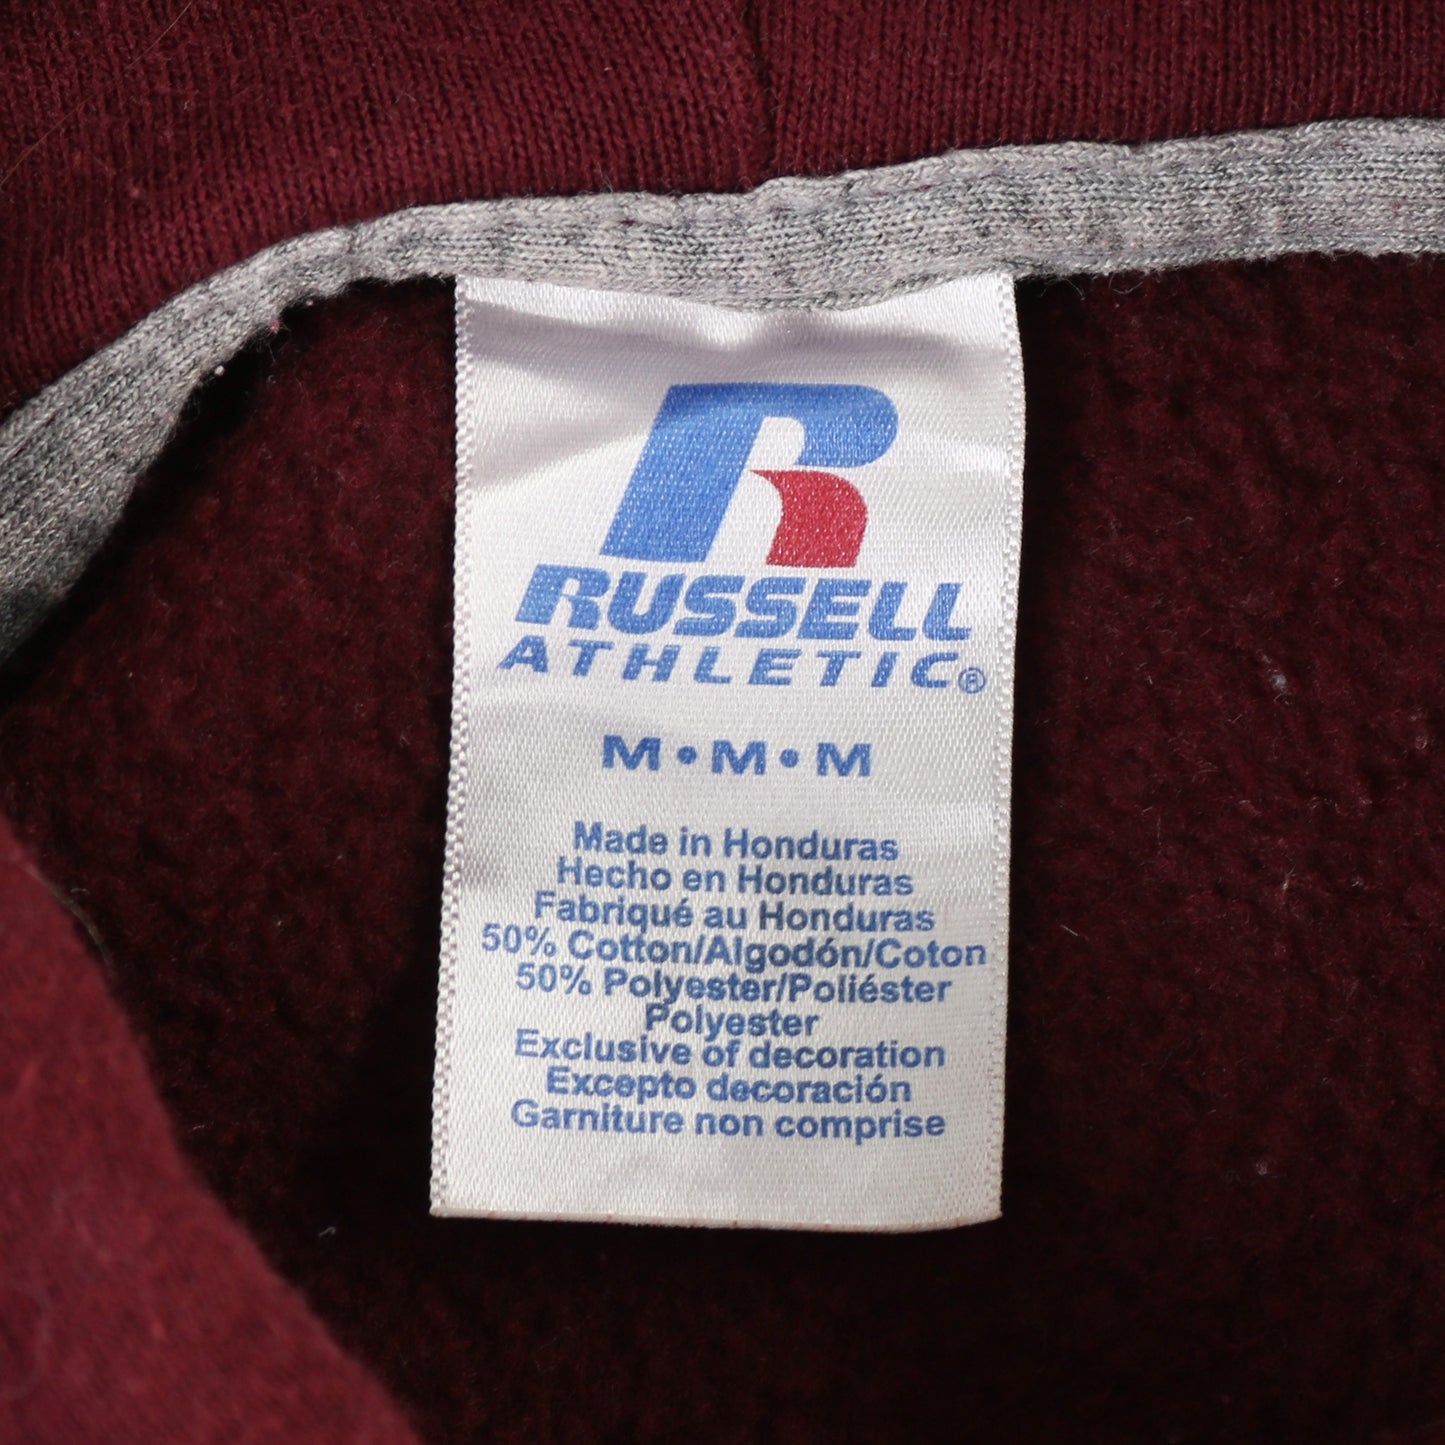 R
RUSSELL
ATHLETIC®
M • M • M
Made in Honduras
Hecho en Honduras
Fabriqué au Honduras
50% Cotton/Algodón/Coton
50% Polyester/Poliéster
Polyester
Exclusive of decoration
Excepto decoración
Garniture non comprise